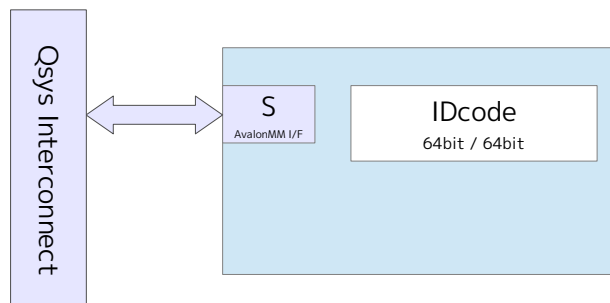 Qsys Interconnect
S
AvalonMM I/F
IDcode
64bit / 64bit